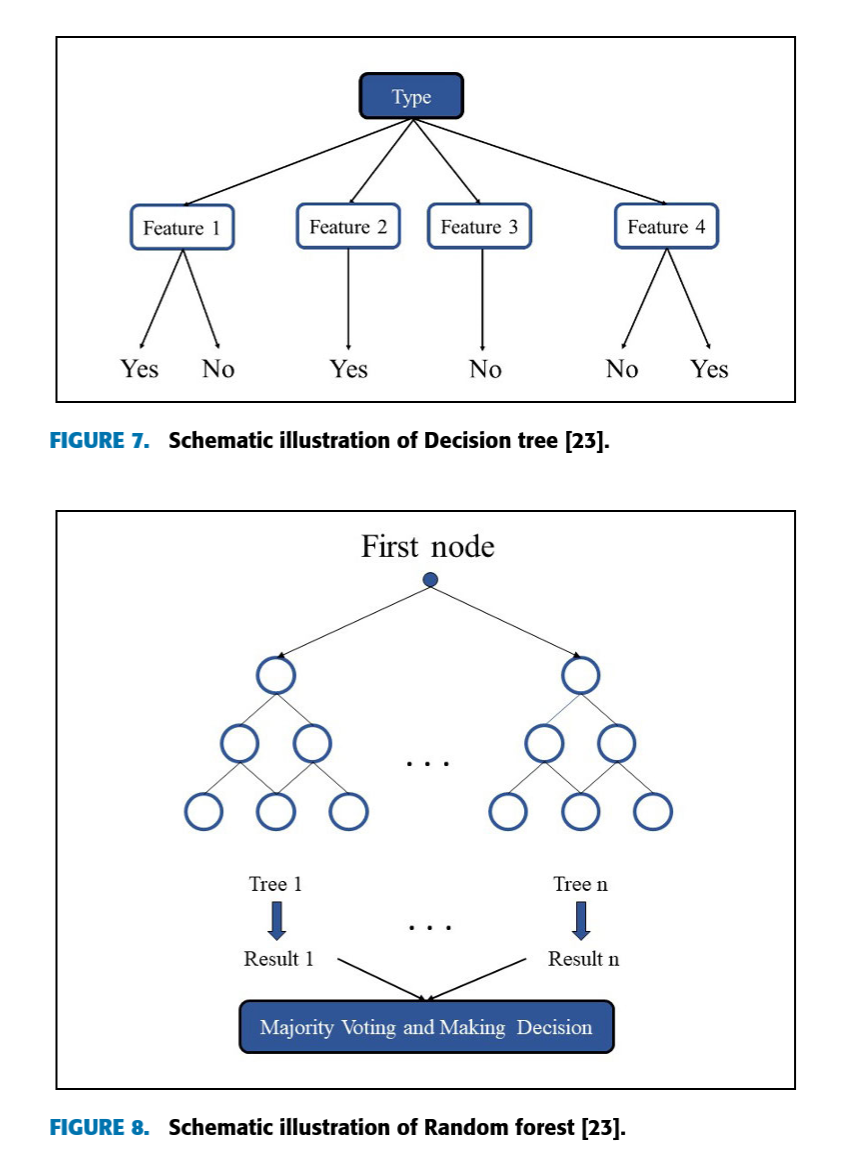 Type
Feature 1 Feature 2 Feature 3 Feature 4
Yes No Yes No No Yes
FIGURE 7. Schematic illustration of Decision tree [23].
First node
. . .
Tree 1 Tree n
. . .
Result 1 Result n
Majority Voting and Making Decision
FIGURE 8. Schematic illustration of Random forest [23].